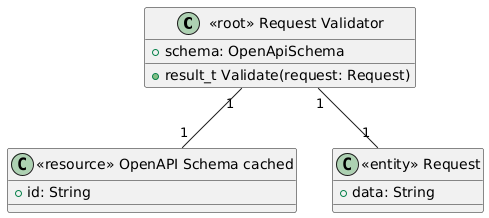 C «root» Request Validator
schema: OpenApiSchema
result_t Validate(request: Request)
1 1
1 1
C «resource» OpenAPI Schema cached
id: String
C «entity» Request
data: String